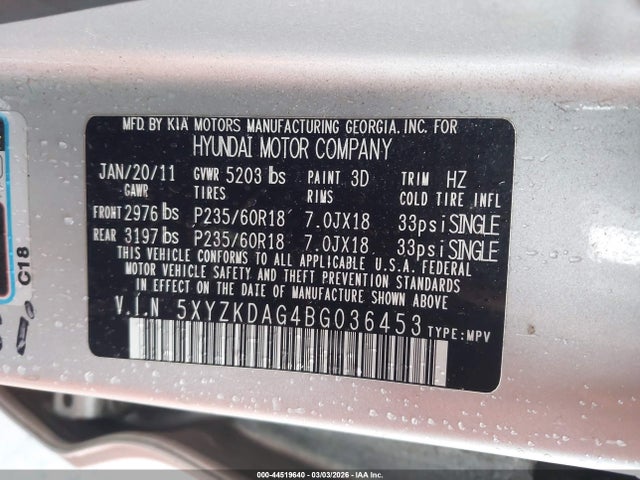 MFD.BY KIA MOTORS MANUFACTURING GEORGIA. INC. FOR
HYUNDAI MOTOR COMPANY
JAN/20/11 GVWR 5203 lbs PAINT 3D TRIM HZ
GAWR TIRES RIMS COLD TIRE INFL
FRONT 2976 lbs P235/60R18 7.0JX18 33psi SINGLE
REAR 3197 lbs P235/60R18 7.0JX18 33psi SINGLE
THIS VEHICLE CONFORMS TO ALL APPLICABLE U.S.A. FEDERAL
MOTOR VEHICLE SAFETY AND THEFT PREVENTION STANDARDS
IN EFFECT ON THE DATE OF MANUFACTURE SHOWN ABOVE
V.I.N 5XYZKDAG4BG036453 TYPE:MPV
C18
000-44519640 - 03/03/2026 - IAA Inc.